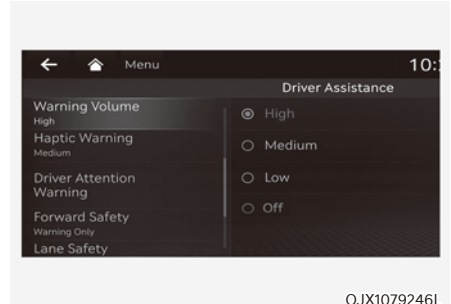 Menu
10:
Driver Assistance
Warning Volume
High
Haptic Warning
Medium
Driver Attention
Warning
Forward Safety
Warning Only
Lane Safety
High
Medium
Low
Off
OJX1079246L